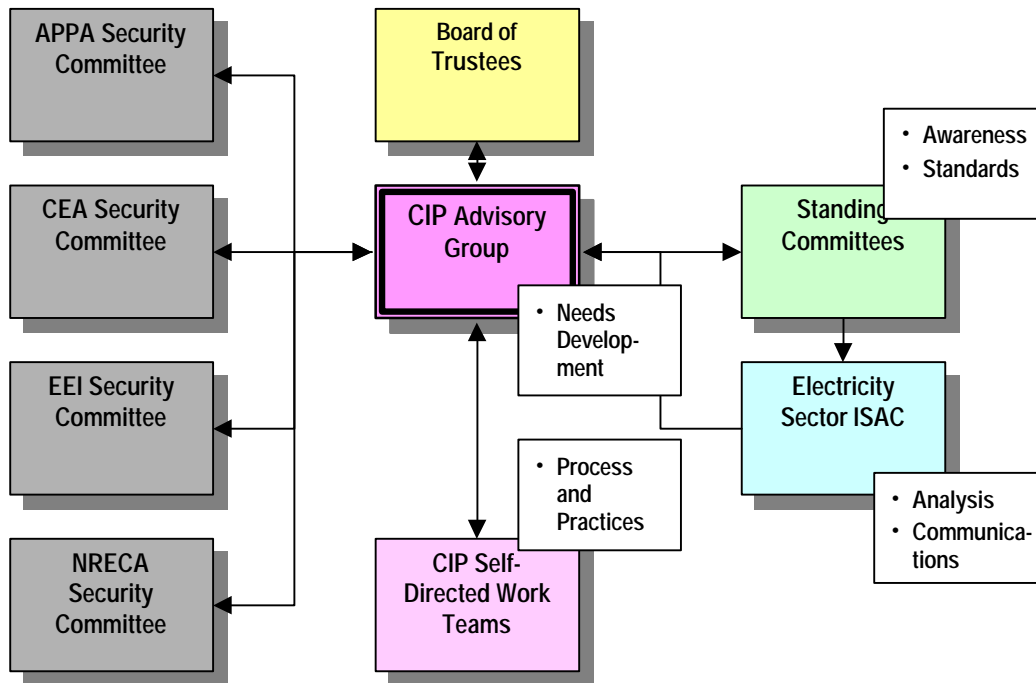 APPA Security
Committee
Board of
Trustees
• Awareness
• Standards
CEA Security
Committee
CIP Advisory
Group
Standing
Committees
• Needs
Develop-
ment
EEI Security
Committee
Electricity
Sector ISAC
• Process
and
Practices
• Analysis
• Communica-
tions
NRECA
Security
Committee
CIP Self-
Directed Work
Teams